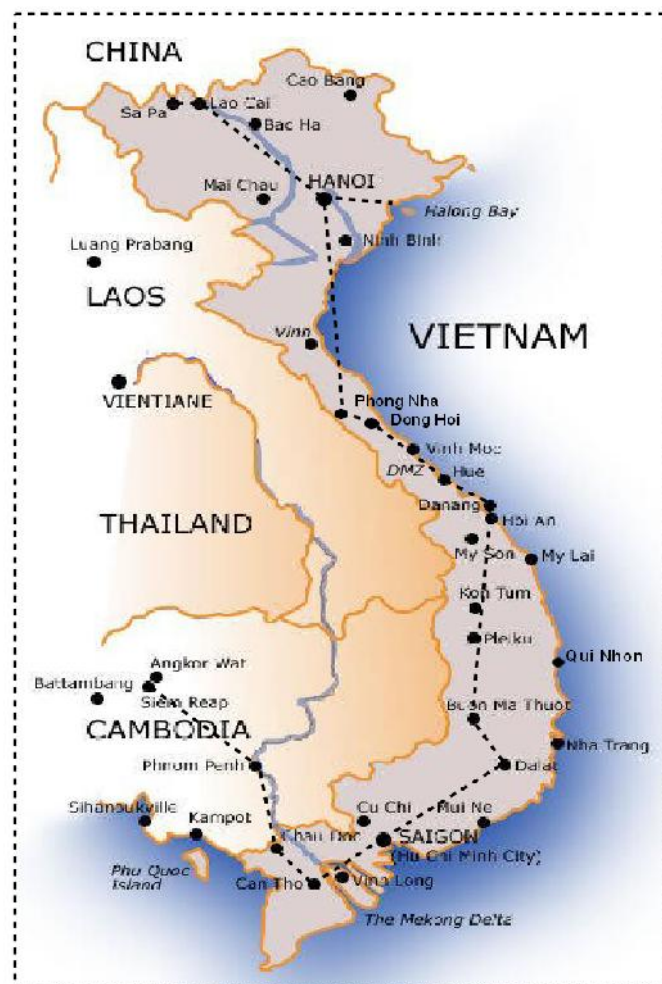 CHINA
Cao Bang
Sa Pa
Lao Cai
Bac Ha
Mai Chau
HANOI
Halong Bay
Luang Prabang
Ninh Binh
LAOS
VIETNAM
Vinh
VIENTIANE
Phong Nha
Dong Hoi
Vinh Moc
DMZ
Hue
Danang
THAILAND
Hoi An
My Son
My Lai
Kon Tum
Pleiku
Angkor Wat
Qui Nhon
Battambang
Siem Reap
Buon Ma Thuot
CAMBODIA
Nha Trang
Phnom Penh
Dalat
Sihanoukville
Kampot
Cu Chi
Mui Ne
Chau Doc
SAIGON
(Ho Chi Minh City)
Phu Quoc
Island
Can Tho
Vinh Long
The Mekong Delta